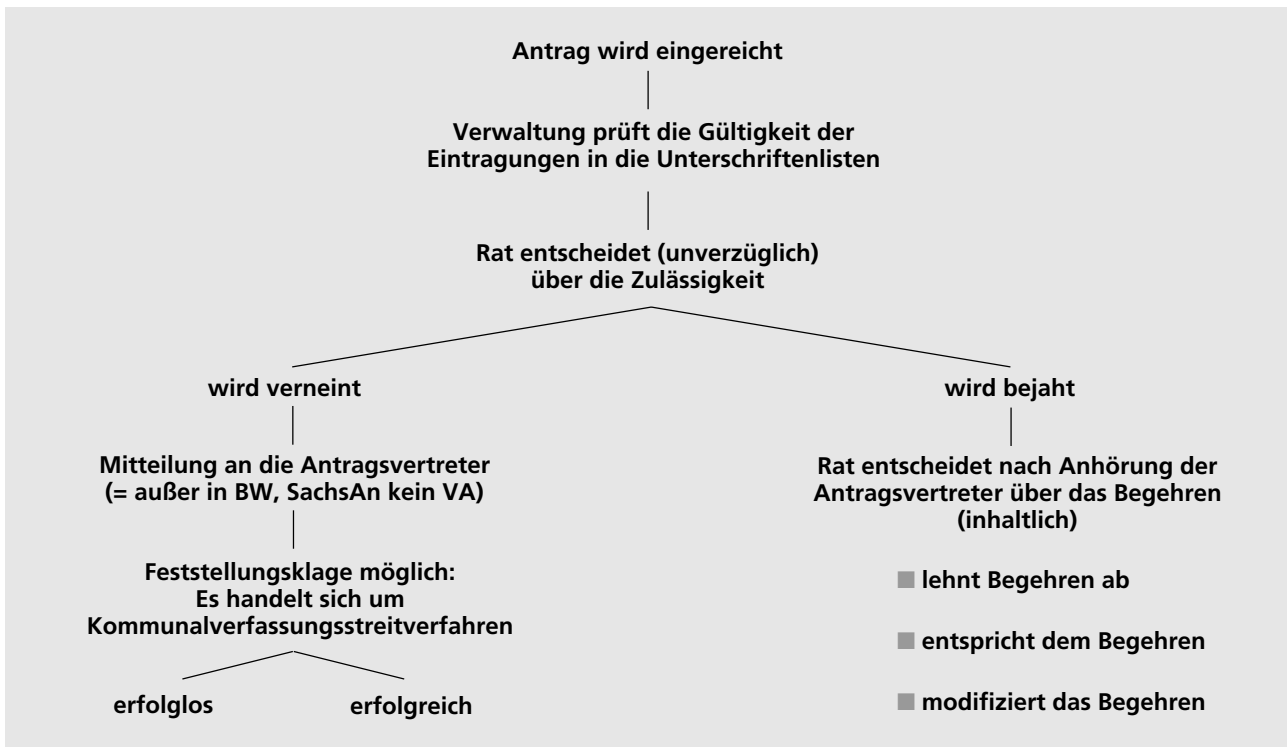 Antrag wird eingereicht
Verwaltung prüft die Gültigkeit der
Eintragungen in die Unterschriftenlisten
Rat entscheidet (unverzüglich)
über die Zulässigkeit
wird verneint
Mitteilung an die Antragsvertreter
(= außer in BW, SachsAn kein VA)
Feststellungsklage möglich:
Es handelt sich um
Kommunalverfassungsstreitverfahren
erfolglos
erfolgreich
wird bejaht
Rat entscheidet nach Anhörung der
Antragsvertreter über das Begehren
(inhaltlich)
■ lehnt Begehren ab
■ entspricht dem Begehren
■ modifiziert das Begehren